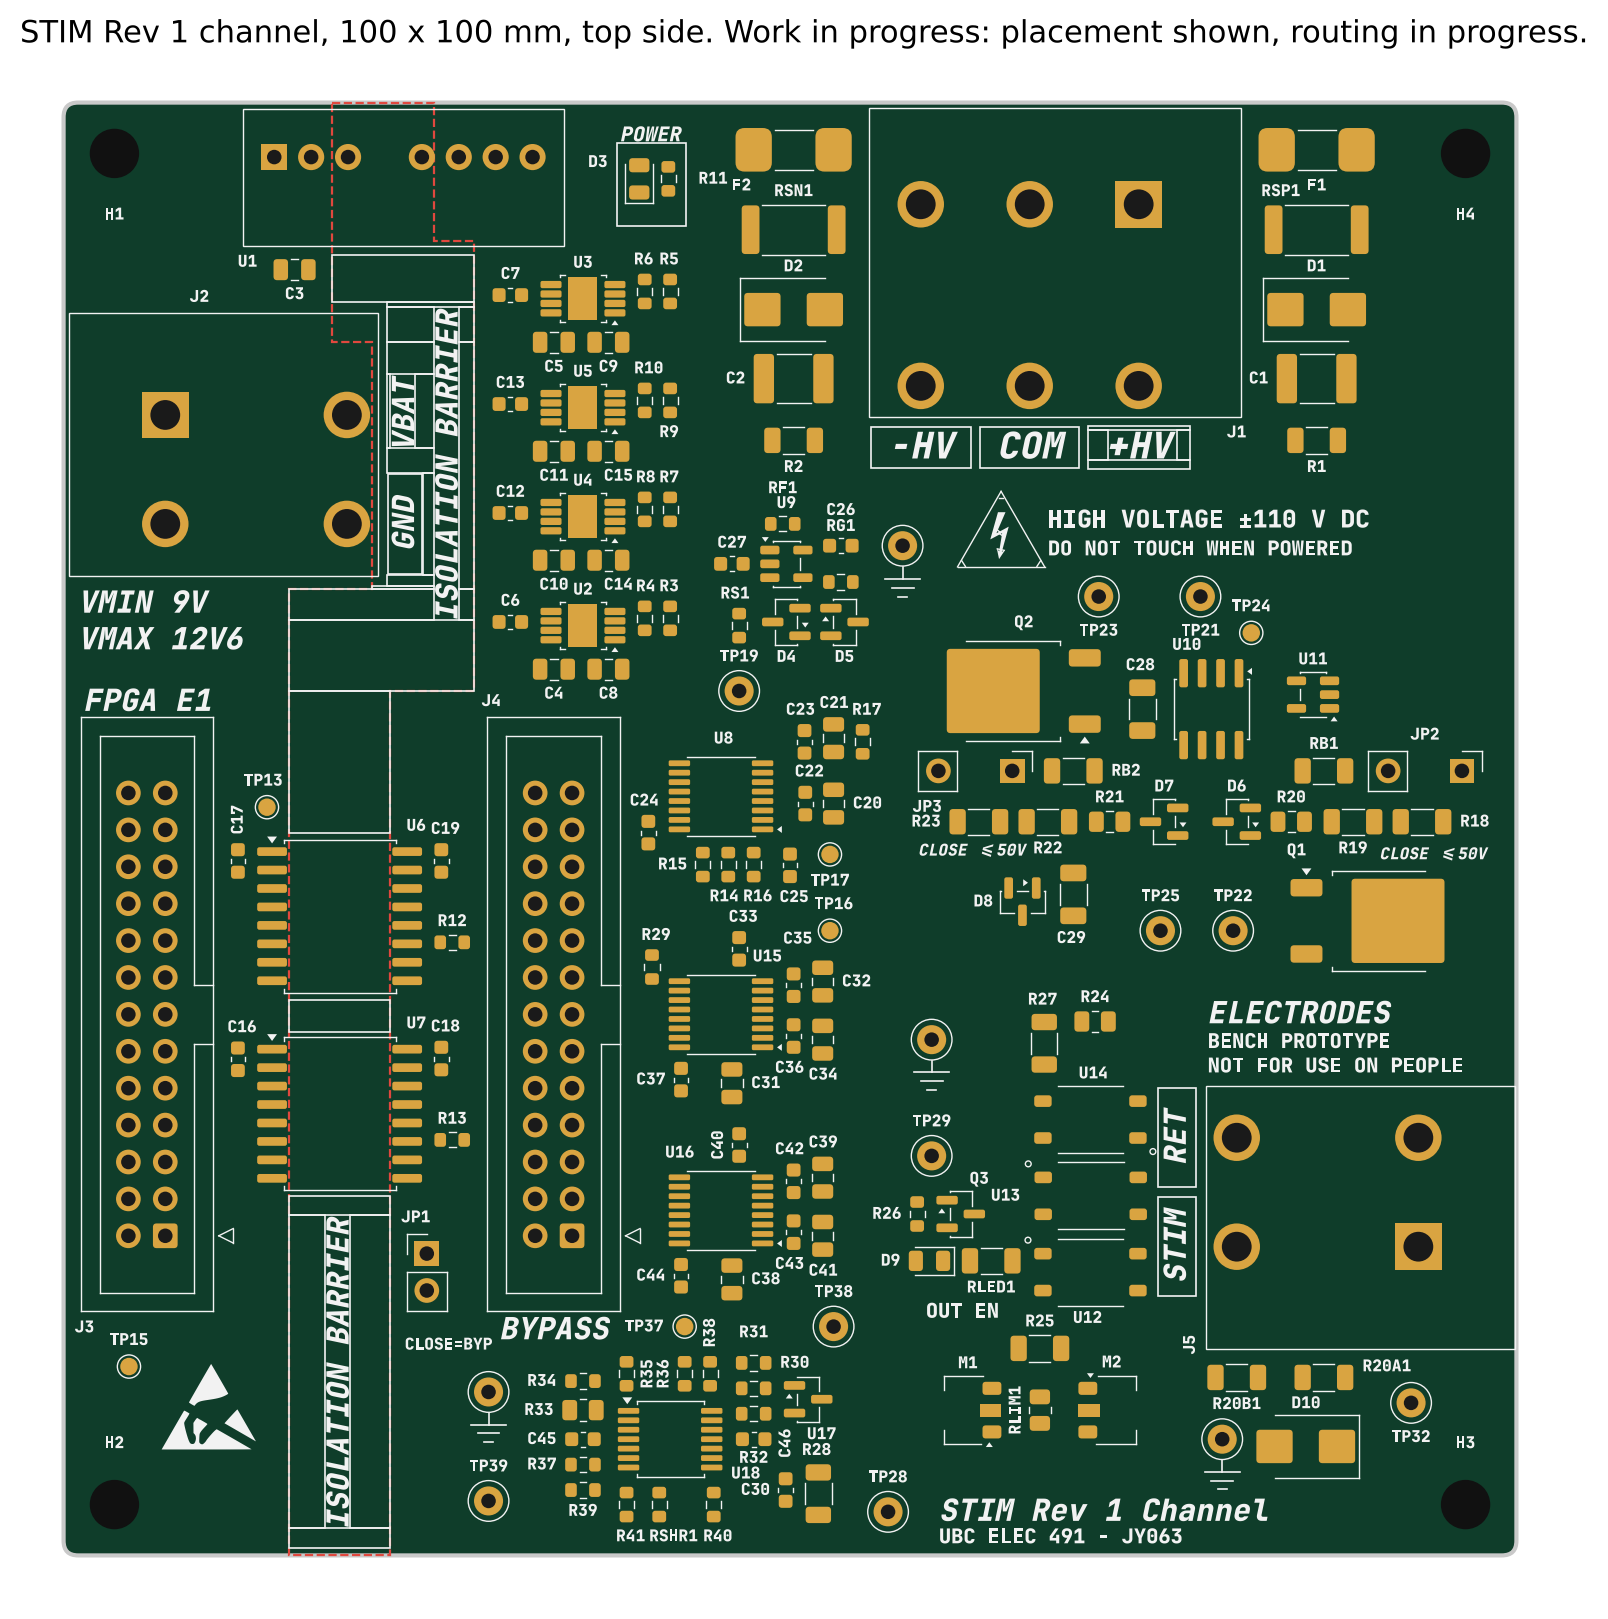 STIM Rev 1 channel, 100 x 100 mm, top side. Work in progress: placement shown, routing in progress.
POWER
D3
R11
F2
RSN1
RSP1
F1
H1
H4
U1
C3
J2
C7
U3
R6
R5
D2
D1
C5
C9
C13
U5
R10
C2
C1
R9
VBAT
ISOLATION BARRIER
GND
-HV
COM
+HV
J1
R2
R1
C11
C15
C12
U4
R8
R7
RF1
U9
C26
RG1
C27
HIGH VOLTAGE ±110 V DC
DO NOT TOUCH WHEN POWERED
C10
C14
C6
U2
R4
R3
RS1
VMIN 9V
VMAX 12V6
TP23
TP21
TP24
Q2
U10
TP19
D4
D5
C28
U11
FPGA E1
J4
C4
C8
C23
C21
R17
U8
JP2
RB1
RB2
C22
C20
TP13
C17
U6
C19
C24
JP3
R23
R22
R21
D7
D6
R20
R19
R18
CLOSE ⩽50V
CLOSE ⩽50V
Q1
R15
R14
R16
C25
TP17
TP16
D8
C29
TP25
TP22
R12
R29
C33
U15
C35
C32
C16
U7
C18
C36
C34
C37
C31
R27
R24
ELECTRODES
BENCH PROTOTYPE
NOT FOR USE ON PEOPLE
U14
R13
C40
U16
C42
C39
TP29
RET
STIM
R26
Q3
U13
D9
RLED1
OUT EN
JP1
C44
C38
C43
C41
TP38
ISOLATION BARRIER
CLOSE=BYP
BYPASS
TP37
R38
R31
R25
U12
J3
TP15
J5
R34
R35
R36
R30
M1
M2
RLIM1
R20A1
R20B1
D10
TP32
R33
C45
R37
R39
R32
C46
U17
R28
U18
C30
H2
H3
TP39
TP28
R41
RSHR1
R40
STIM Rev 1 Channel
UBC ELEC 491 - JY063